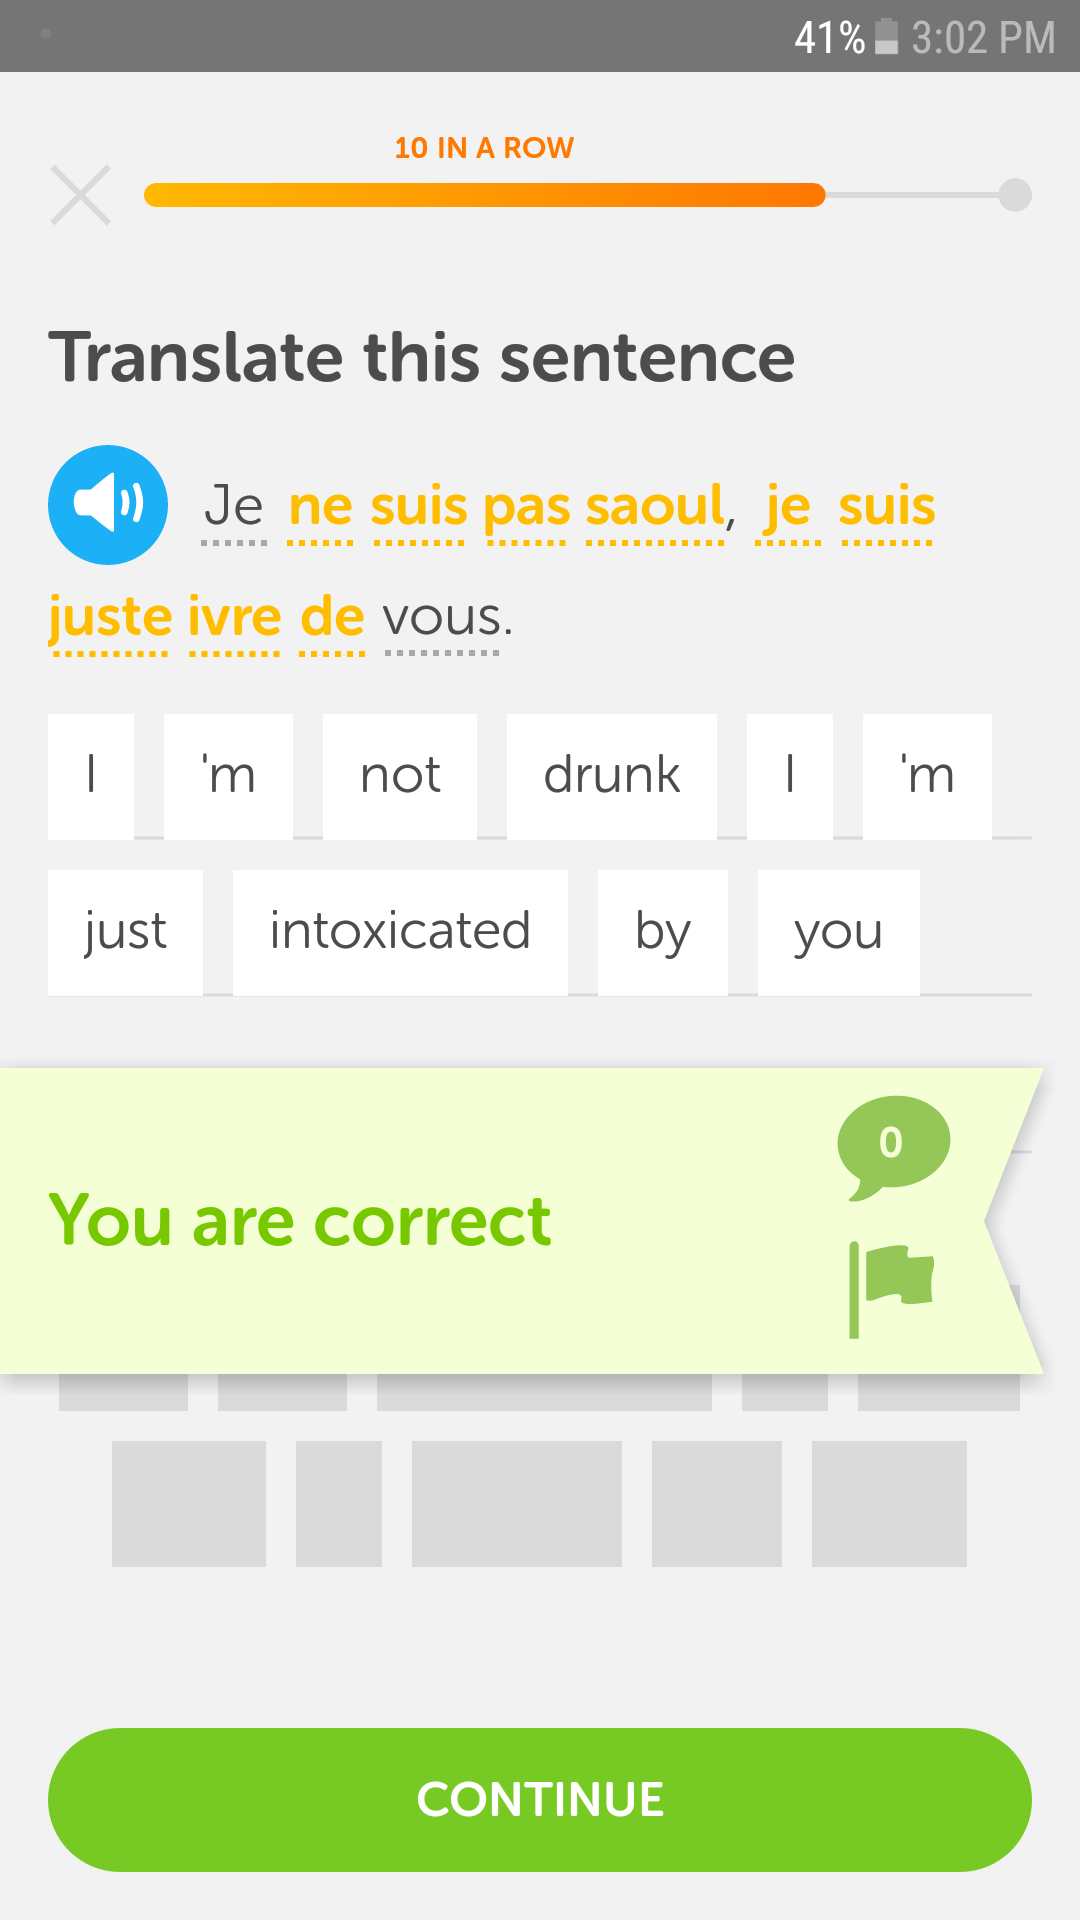 41% 3:02 PM
10 IN A ROW
Translate this sentence
Je ne suis pas saoul, je suis
juste ivre de vous.
I 'm not drunk I 'm
just intoxicated by you
0
You are correct
CONTINUE